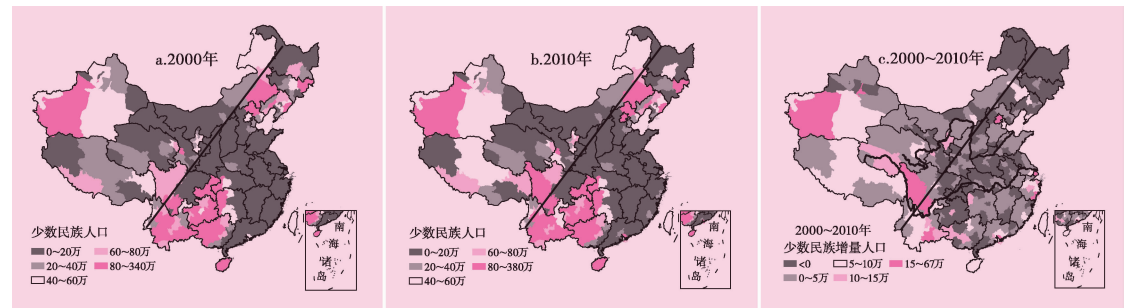 a.2000年
少数民族人口
0~20万
60~80万
20~40万
80~340万
40~60万
南海诸岛
b.2010年
少数民族人口
0~20万
60~80万
20~40万
80~380万
40~60万
南海诸岛
c.2000~2010年
2000~2010年
少数民族增量人口
<0
5~10万
15~67万
0~5万
10~15万
南海诸岛